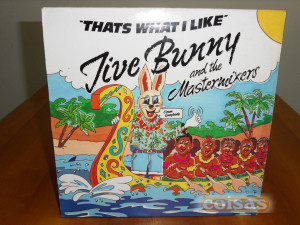 "THATS WHAT I LIKE"
Jive Bunny
and the
Mastermixers
coisas